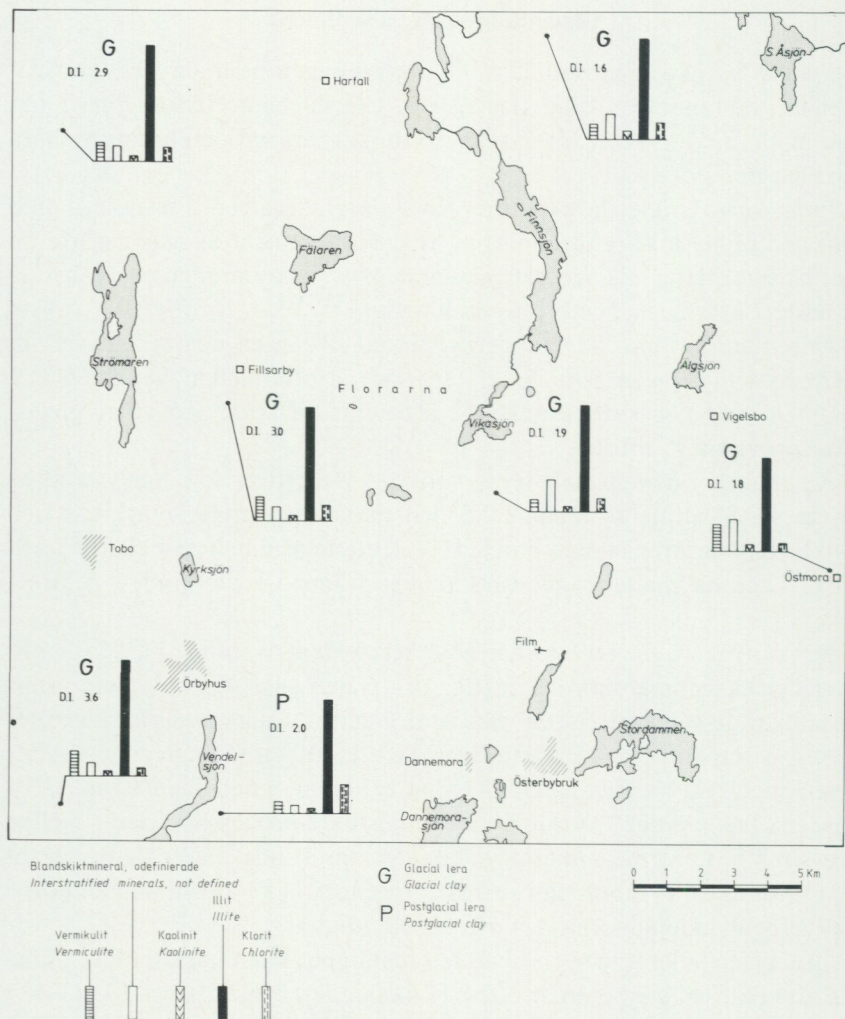 G
D.I. 2.9
Harfall
G
D.I. 1.6
S Åsjön
Finnsjön
Fälaren
Strömaren
Fillsarby
Florarna
Älgsjön
G
D.I. 3.0
Vikasjön
G
D.I. 1.9
Vigelsbo
G
D.I. 1.8
Tobo
Kyrksjön
Östmora
Film
G
D.I. 3.6
Örbyhus
P
D.I. 2.0
Vendel-
sjön
Stordammen
Dannemora
Österbybruk
Dannemora-
sjön
Blandskiktmineral, odefinierade
Interstratified minerals, not defined
Illit
Illite
Vermikulit
Vermiculite
Kaolinit
Kaolinite
Klorit
Chlorite
G Glacial lera
Glacial clay
P Postglacial lera
Postglacial clay
0 1 2 3 4 5 Km